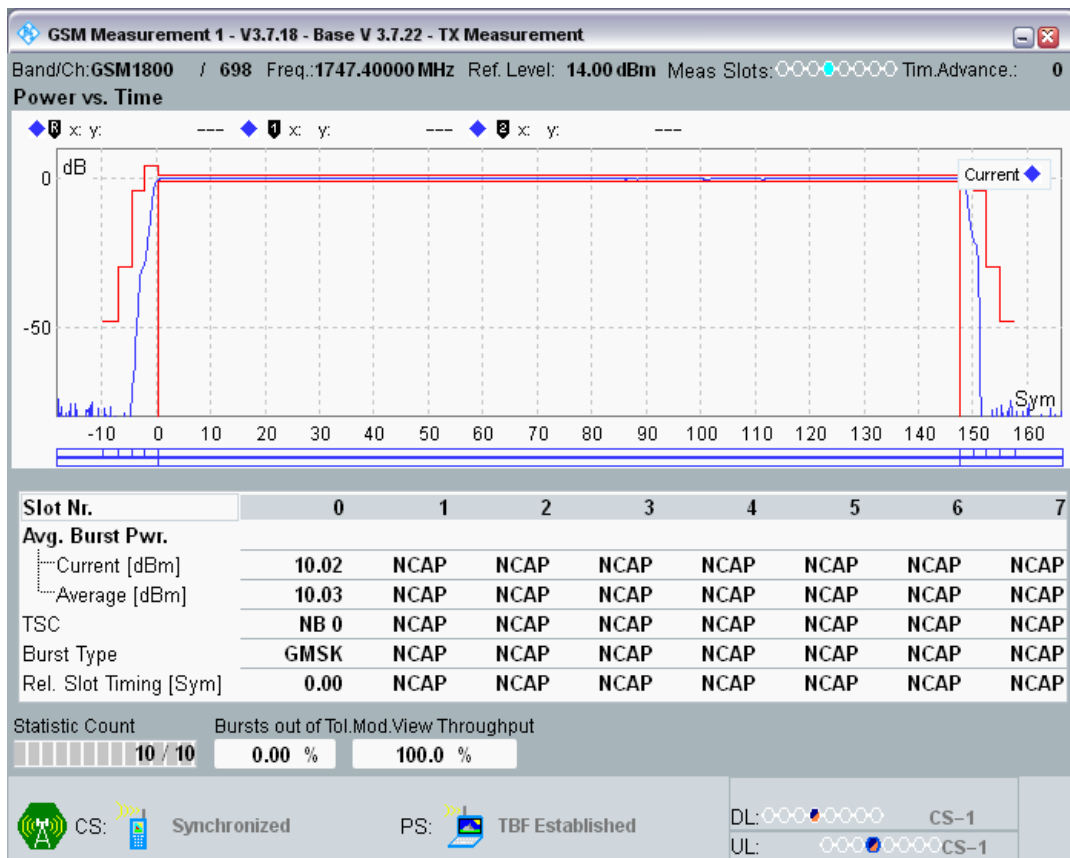 GSM Measurement 1 - V3.7.18 - Base V 3.7.22 - TX Measurement
Band/Ch:GSM1800 / 698 Freq.:1747.40000 MHz Ref. Level: 14.00 dBm Meas Slots: Tim.Advance.: 0
Power vs. Time
R x: y: --- 1 x: y: --- 2 x: y: ---
dB
Current
0
-50
Sym
-10 0 10 20 30 40 50 60 70 80 90 100 110 120 130 140 150 160
Slot Nr. 0 1 2 3 4 5 6 7
Avg. Burst Pwr.
Current [dBm] 10.02 NCAP NCAP NCAP NCAP NCAP NCAP NCAP
Average [dBm] 10.03 NCAP NCAP NCAP NCAP NCAP NCAP NCAP
TSC NB 0 NCAP NCAP NCAP NCAP NCAP NCAP NCAP
Burst Type GMSK NCAP NCAP NCAP NCAP NCAP NCAP NCAP
Rel. Slot Timing [Sym] 0.00 NCAP NCAP NCAP NCAP NCAP NCAP NCAP
Statistic Count Bursts out of Tol.Mod.View Throughput
10 / 10 0.00 % 100.0 %
CS: Synchronized PS: TBF Established
DL: CS-1
UL: CS-1